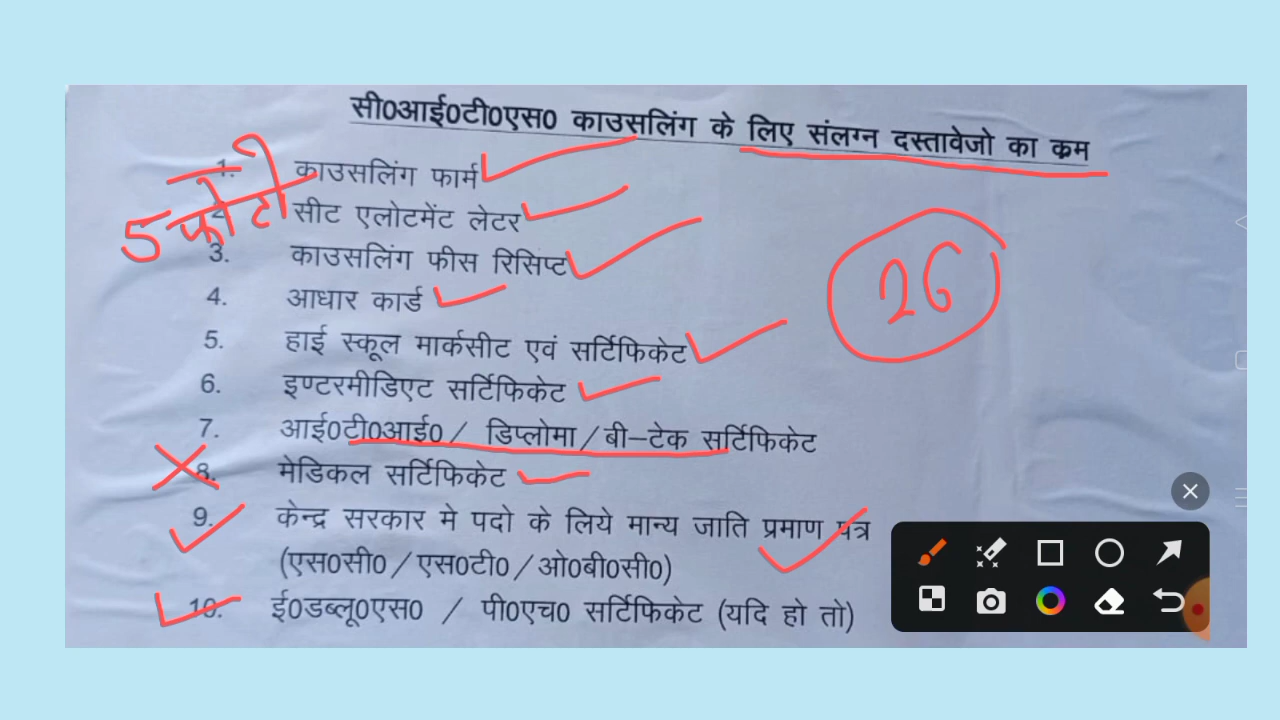 सी0आई0टी0एस0 काउसलिंग के लिए संलग्न दस्तावेजो का क्रम
1. काउसलिंग फार्म
2. सीट एलोटमेंट लेटर
5 फोटो
3. काउसलिंग फीस रिसिप्ट
26
4. आधार कार्ड
5. हाई स्कूल मार्कसीट एवं सर्टिफिकेट
6. इण्टरमीडिएट सर्टिफिकेट
7. आई0टी0आई0 / डिप्लोमा / बी–टेक सर्टिफिकेट
8. मेडिकल सर्टिफिकेट
9. केन्द्र सरकार मे पदो के लिये मान्य जाति प्रमाण पत्र
(एस0सी0 / एस0टी0 / ओ0बी0सी0)
10. ई0डब्लू0एस0 / पी0एच0 सर्टिफिकेट (यदि हो तो)